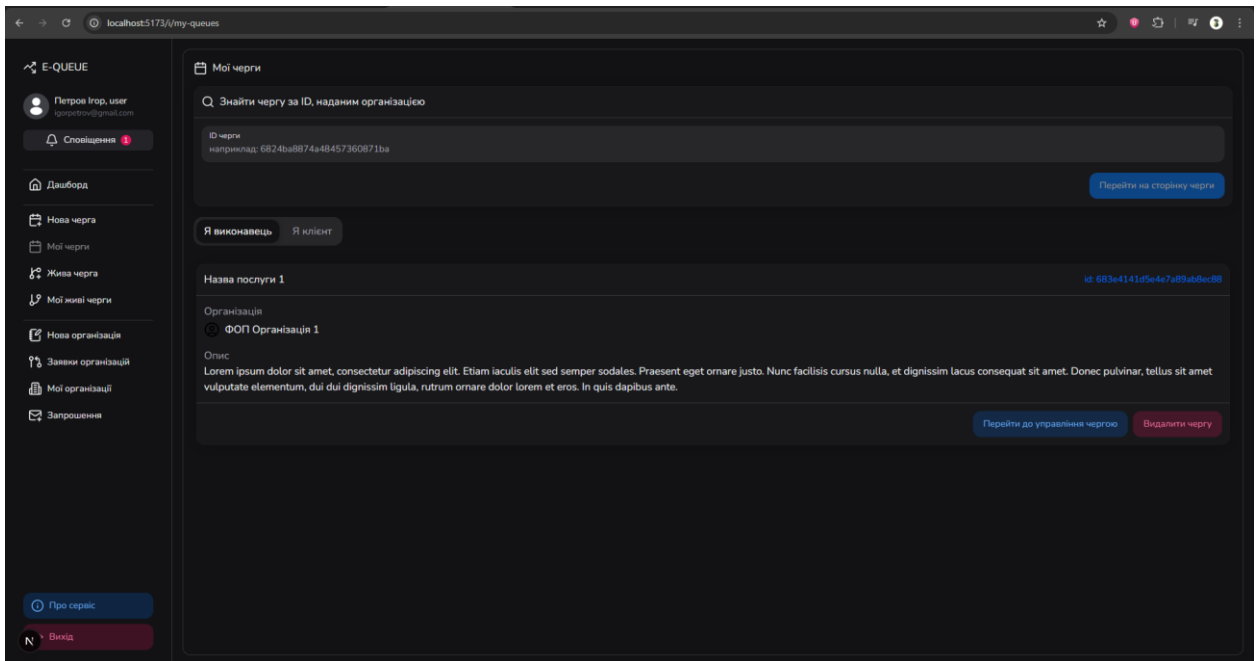 localhost:5173/i/my-queues
E-QUEUE
Петров Ігор, user
igorpetrov@gmail.com
Сповіщення 1
Дашборд
Нова черга
Мої черги
Жива черга
Мої живі черги
Нова організація
Заявки організацій
Мої організації
Запрошення
Про сервіс
N
Вихід
Мої черги
Знайти чергу за ID, наданим організацією
ID черги
наприклад: 6824ba8874a48457360871ba
Перейти на сторінку черги
Я виконавець Я клієнт
Назва послуги 1 id: 683e4141d5e4e7a89ab8ec88
Організація
ФОП Організація 1
Опис
Lorem ipsum dolor sit amet, consectetur adipiscing elit. Etiam iaculis elit sed semper sodales. Praesent eget ornare justo. Nunc facilisis cursus nulla, et dignissim lacus consequat sit amet. Donec pulvinar, tellus sit amet
vulputate elementum, dui dui dignissim ligula, rutrum ornare dolor lorem et eros. In quis dapibus ante.
Перейти до управління чергою Видалити чергу